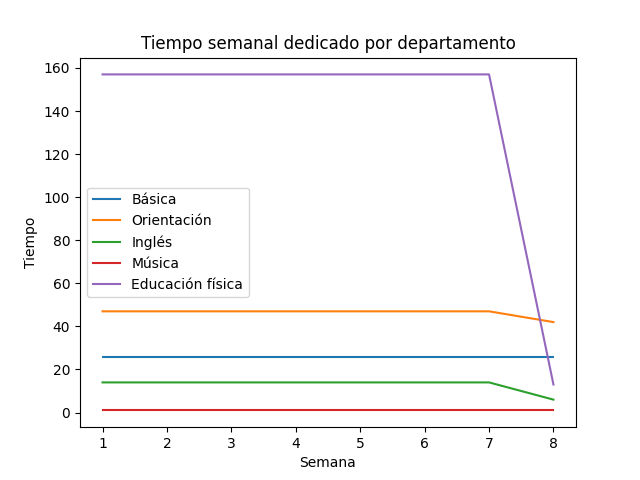 Tiempo semanal dedicado por departamento
160
140
120
100
80
60
40
20
0
Tiempo
Básica
Orientación
Inglés
Música
Educación física
1 2 3 4 5 6 7 8
Semana